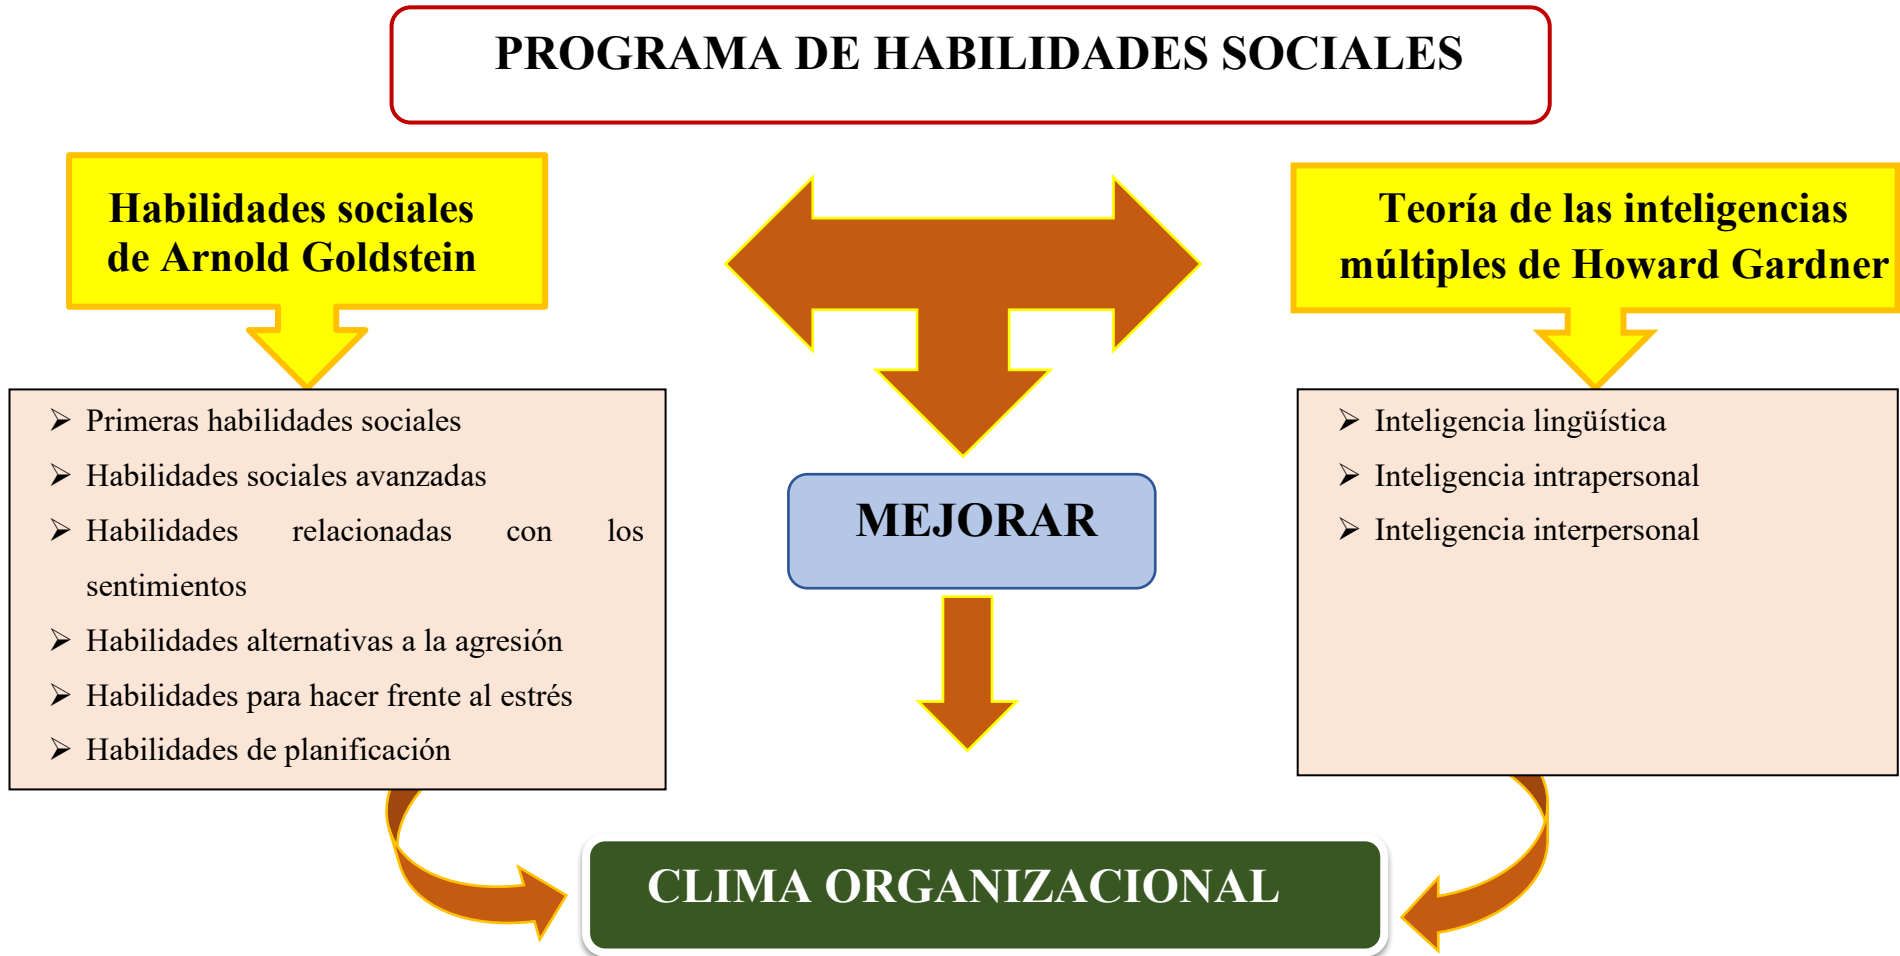 PROGRAMA DE HABILIDADES SOCIALES
Habilidades sociales
de Arnold Goldstein
Teoría de las inteligencias
múltiples de Howard Gardner
➢ Primeras habilidades sociales
➢ Habilidades sociales avanzadas
➢ Habilidades relacionadas con los
sentimientos
➢ Habilidades alternativas a la agresión
➢ Habilidades para hacer frente al estrés
➢ Habilidades de planificación
MEJORAR
➢ Inteligencia lingüística
➢ Inteligencia intrapersonal
➢ Inteligencia interpersonal
CLIMA ORGANIZACIONAL